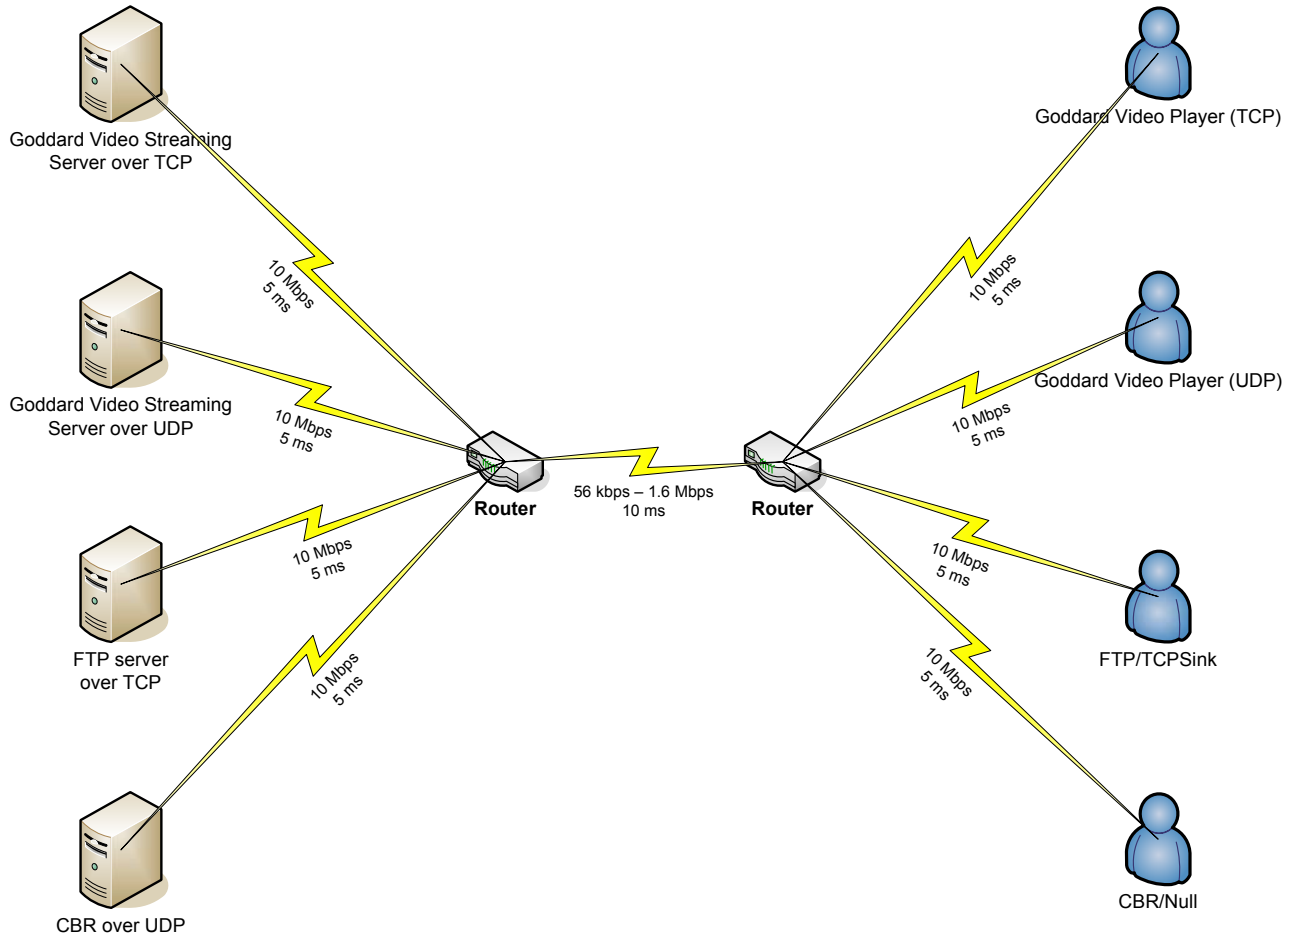 Goddard Video Streaming
Server over TCP
Goddard Video Player (TCP)
10 Mbps
5 ms
10 Mbps
5 ms
Goddard Video Streaming
Server over UDP
Goddard Video Player (UDP)
10 Mbps
5 ms
10 Mbps
5 ms
Router
56 kbps – 1.6 Mbps
10 ms
Router
10 Mbps
5 ms
10 Mbps
5 ms
FTP server
over TCP
FTP/TCPSink
10 Mbps
5 ms
10 Mbps
5 ms
CBR over UDP
CBR/Null